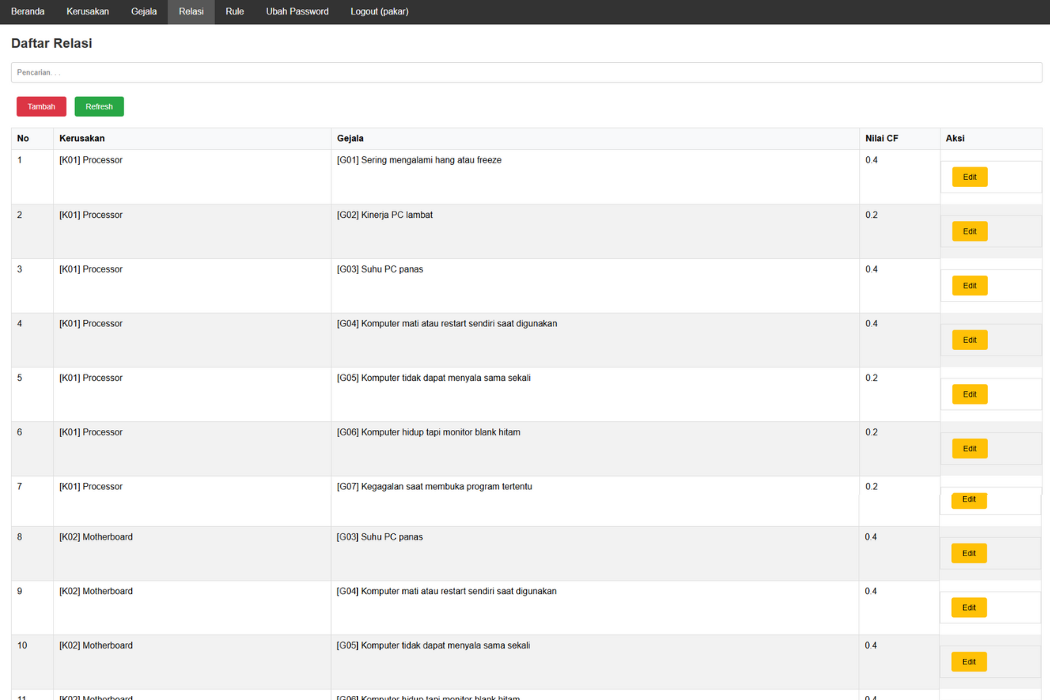 Beranda Kerusakan Gejala Relasi Rule Ubah Password Logout (pakar)
Daftar Relasi
Pencarian. . .
Tambah Refresh
No Kerusakan Gejala Nilai CF Aksi
1 [K01] Processor [G01] Sering mengalami hang atau freeze 0.4 Edit
2 [K01] Processor [G02] Kinerja PC lambat 0.2 Edit
3 [K01] Processor [G03] Suhu PC panas 0.4 Edit
4 [K01] Processor [G04] Komputer mati atau restart sendiri saat digunakan 0.4 Edit
5 [K01] Processor [G05] Komputer tidak dapat menyala sama sekali 0.2 Edit
6 [K01] Processor [G06] Komputer hidup tapi monitor blank hitam 0.2 Edit
7 [K01] Processor [G07] Kegagalan saat membuka program tertentu 0.2 Edit
8 [K02] Motherboard [G03] Suhu PC panas 0.4 Edit
9 [K02] Motherboard [G04] Komputer mati atau restart sendiri saat digunakan 0.4 Edit
10 [K02] Motherboard [G05] Komputer tidak dapat menyala sama sekali 0.4 Edit
11 [K02] Motherboard [G06] Komputer hidup tapi monitor blank hitam 0.4